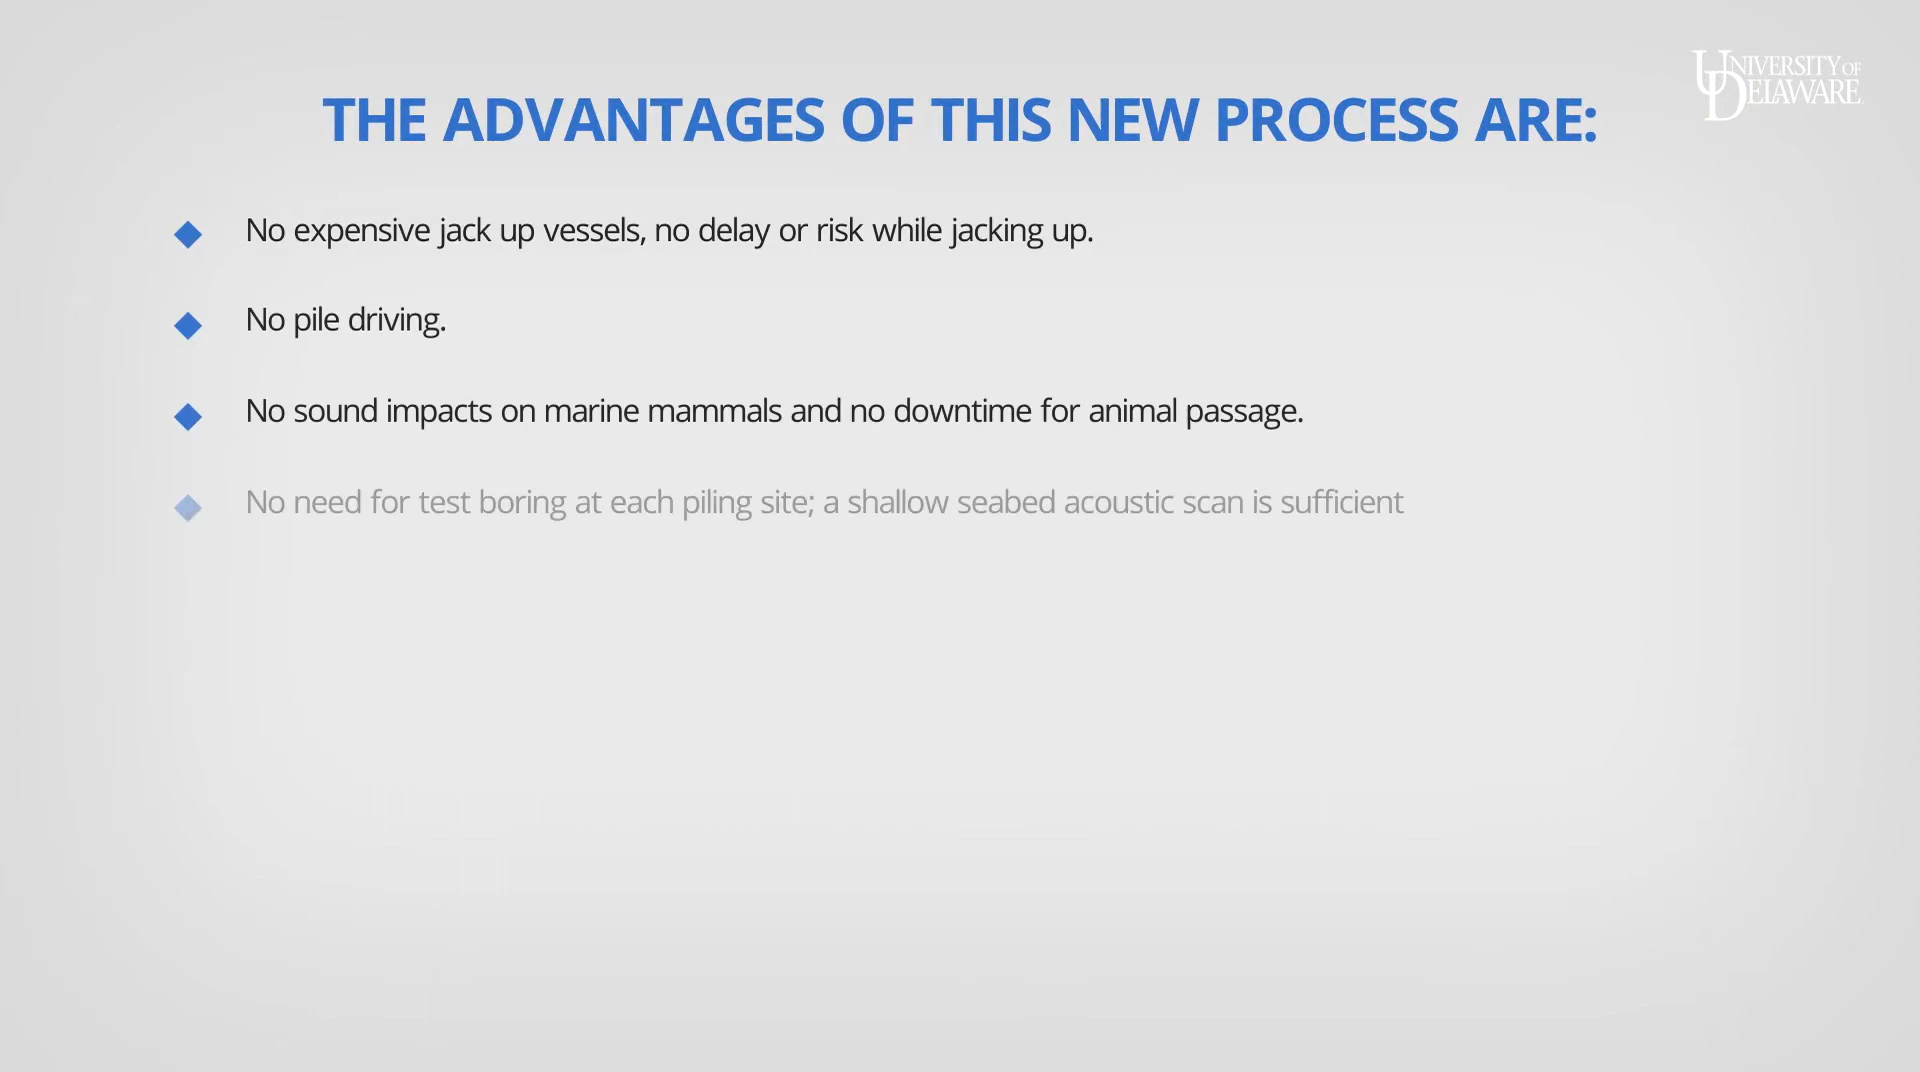 UNIVERSITY OF
DELAWARE
THE ADVANTAGES OF THIS NEW PROCESS ARE:
No expensive jack up vessels, no delay or risk while jacking up.
No pile driving.
No sound impacts on marine mammals and no downtime for animal passage.
No need for test boring at each piling site; a shallow seabed acoustic scan is sufficient